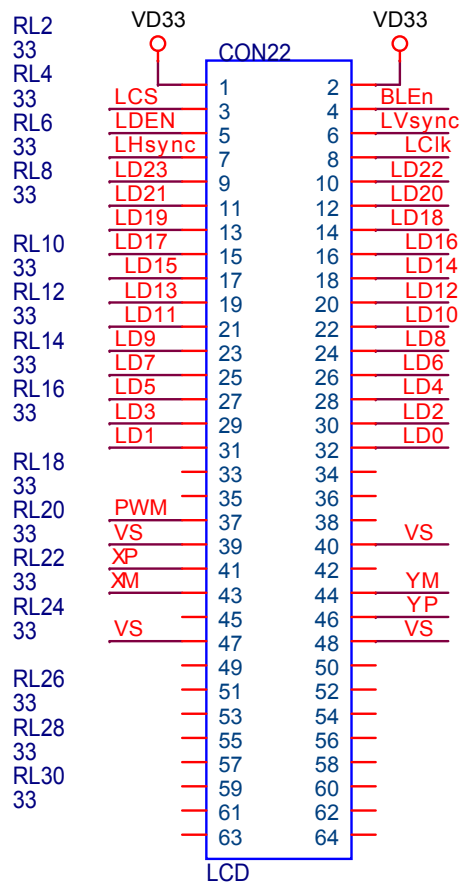 RL2
33
RL4
33
RL6
33
RL8
33
RL10
33
RL12
33
RL14
33
RL16
33
RL18
33
RL20
33
RL22
33
RL24
33
RL26
33
RL28
33
RL30
33
VD33 VD33
CON22
1 2
LCS 3 4 BLEn
LDEN 5 6 LVsync
LHsync 7 8 LClk
LD23 9 10 LD22
LD21 11 12 LD20
LD19 13 14 LD18
LD17 15 16 LD16
LD15 17 18 LD14
LD13 19 20 LD12
LD11 21 22 LD10
LD9 23 24 LD8
LD7 25 26 LD6
LD5 27 28 LD4
LD3 29 30 LD2
LD1 31 32 LD0
33 34
35 36
PWM 37 38
VS 39 40 VS
XP 41 42
XM 43 44 YM
45 46 YP
VS 47 48 VS
49 50
51 52
53 54
55 56
57 58
59 60
61 62
63 64
LCD